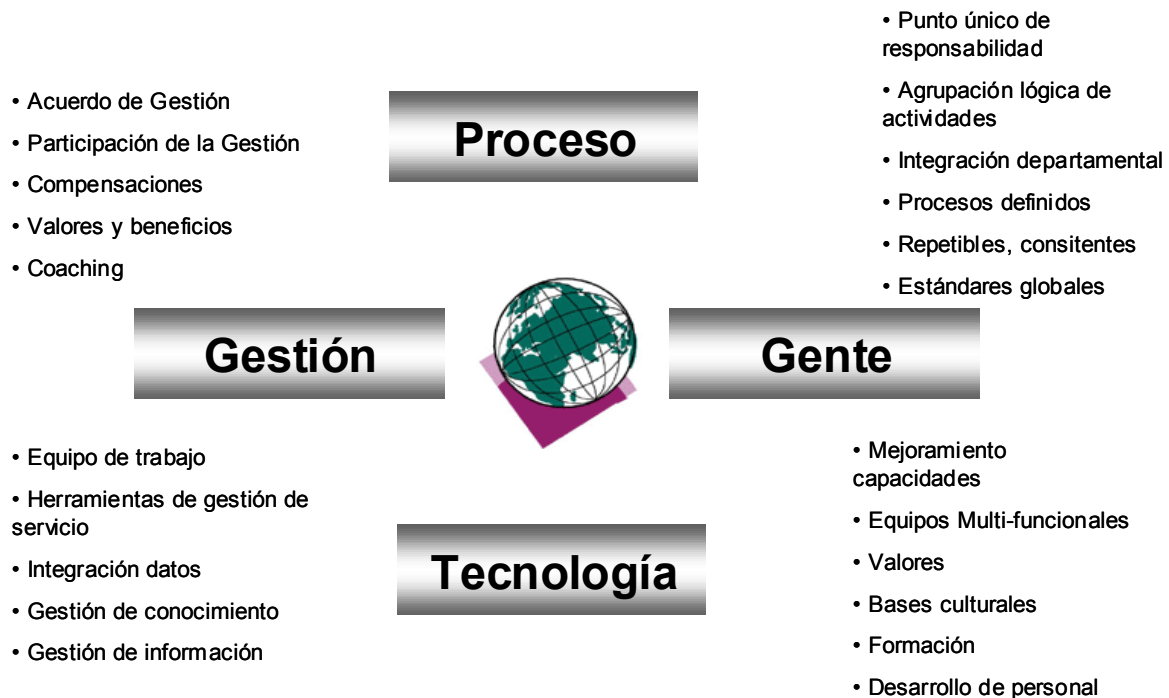 • Punto único de
responsabilidad
• Agrupación lógica de
actividades
• Integración departamental
• Procesos definidos
• Repetibles, consitentes
• Estándares globales
• Acuerdo de Gestión
• Participación de la Gestión
• Compensaciones
• Valores y beneficios
• Coaching
Proceso
Gestión
Gente
• Equipo de trabajo
• Herramientas de gestión de
servicio
• Integración datos
• Gestión de conocimiento
• Gestión de información
Tecnología
• Mejoramiento
capacidades
• Equipos Multi-funcionales
• Valores
• Bases culturales
• Formación
• Desarrollo de personal